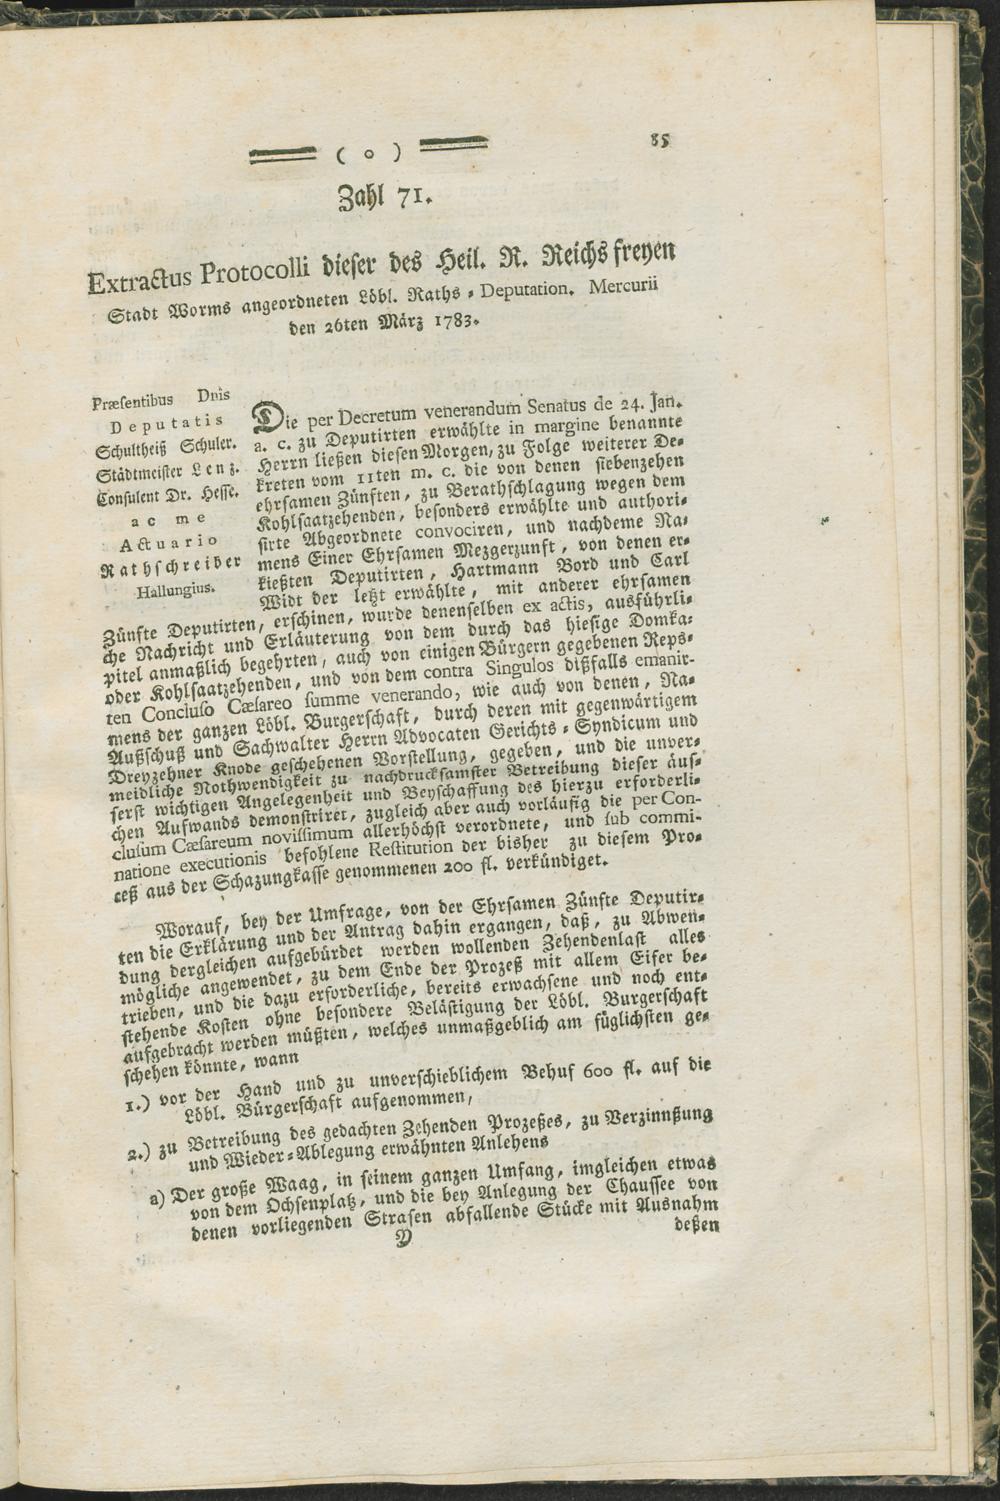 ( o )
85
Zahl 71.
Extractus Protocolli dieser des Heil. R. Reichs freyen
Stadt Worms angeordneten Löbl. Raths = Deputation. Mercurii
den 26ten März 1783.
Præsentibus Dnis
Deputatis
Schultheiß Schuler.
Städtmeister Lenz.
Consulent Dr. Hesse.
ac me
Actuario
Rathschreiber
Hallungius.
Die per Decretum venerandum Senatus de 24. Jan.
a. c. zu Deputirten erwählte in margine benannte
Herrn ließen diesen Morgen, zu Folge weiterer De=
kreten vom 11ten m. c. die von denen siebenzehen
ehrsamen Zünften, zu Berathschlagung wegen dem
Kohlsaatzehenden, besonders erwählte und authori=
sirte Abgeordnete convociren, und nachdeme Na=
mens Einer Ehrsamen Mezgerzunft, von denen er=
kießten Deputirten, Hartmann Bord und Carl
Widt der letzt erwählte, mit anderer ehrsamen
Zünfte Deputirten, erschinen, wurde denenselben ex actis, ausführli=
che Nachricht und Erläuterung von dem durch das hiesige Domka=
pitel anmaßlich begehrten, auch von einigen Bürgern gegebenen Reps=
oder Kohlsaatzehenden, und von dem contra Singulos dißfalls emanir-
ten Concluso Cæsareo summe venerando, wie auch von denen, Na=
mens der ganzen Löbl. Burgerschaft, durch deren mit gegenwärtigem
Außschuß und Sachwalter Herrn Advocaten Gerichts = Syndicum und
Dreyzehner Knode geschehenen Vorstellung, gegeben, und die unver=
meidliche Nothwendigkeit zu nachdrucksamster Betreibung dieser äus=
serst wichtigen Angelegenheit und Beyschaffung des hierzu erforderli=
chen Aufwands demonstriret, zugleich aber auch vorläufig die per Con-
clusum Cæsareum novissimum allerhöchst verordnete, und sub commi-
natione executionis befohlene Restitution der bisher zu diesem Pro=
ceß aus der Schazungkasse genommenen 200 fl. verkündiget.
Worauf, bey der Umfrage, von der Ehrsamen Zünfte Deputir=
ten die Erklärung und der Antrag dahin ergangen, daß, zu Abwen=
dung dergleichen aufgebürdet werden wollenden Zehendenlast alles
mögliche angewendet, zu dem Ende der Prozeß mit allem Eifer be=
trieben, und die dazu erforderliche, bereits erwachsene und noch ent=
stehende Kosten ohne besondere Belästigung der Löbl. Burgerschaft
aufgebracht werden müßten, welches unmaßgeblich am füglichsten ge=
schehen könnte, wann
1.) vor der Hand und zu unverschieblichem Behuf 600 fl. auf die
Löbl. Bürgerschaft aufgenommen,
2.) zu Betreibung des gedachten Zehenden Prozeßes, zu Verzinnßung
und Wieder=Ablegung erwähnten Anlehens
a) Der große Waag, in seinem ganzen Umfang, imgleichen etwas
von dem Ochsenplatz, und die bey Anlegung der Chaussee von
denen vorliegenden Strasen abfallende Stücke mit Ausnahm
Y
deßen